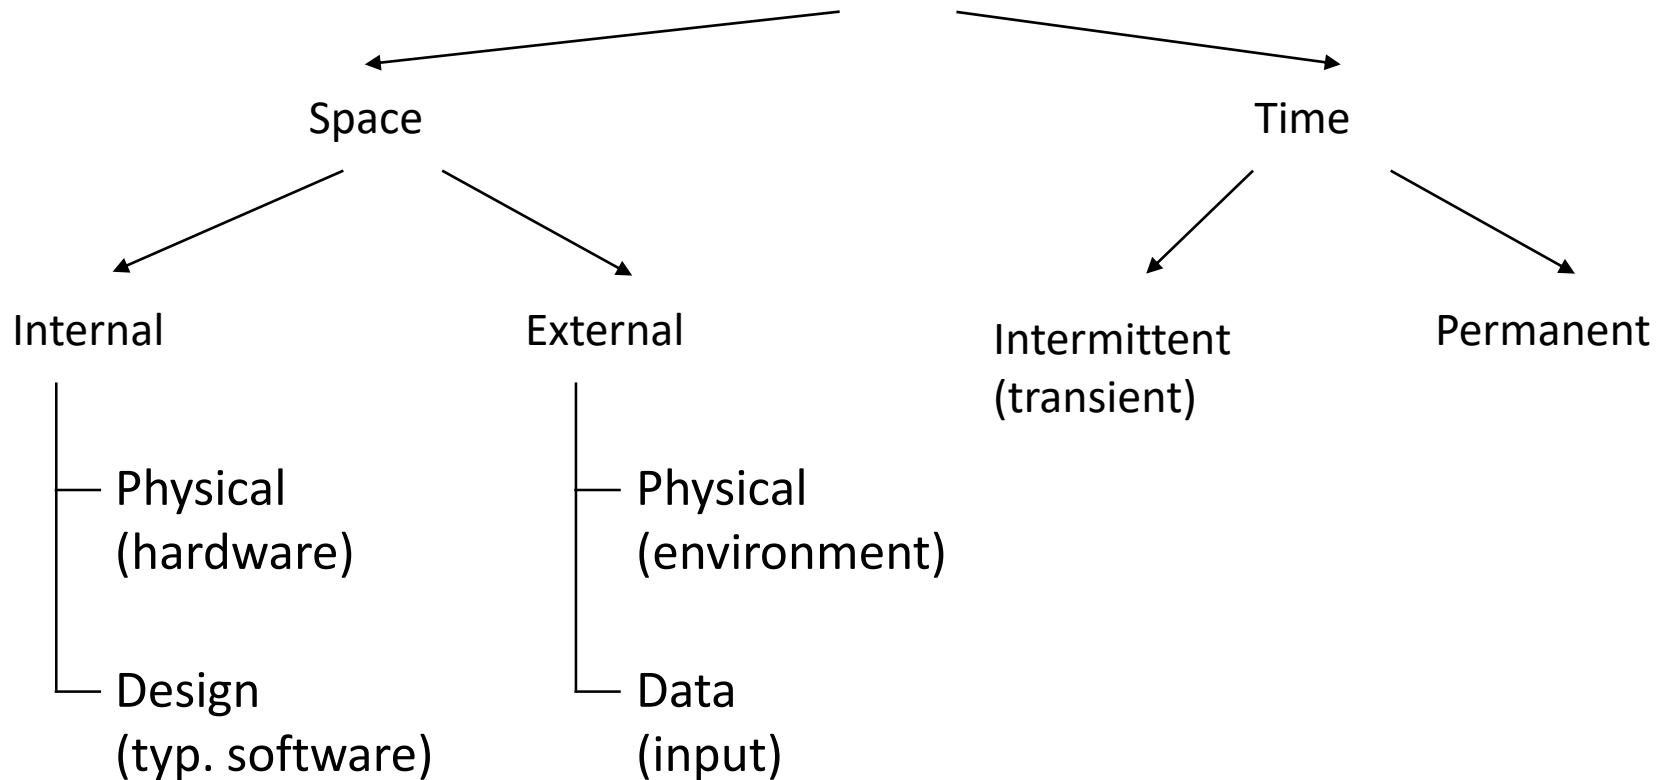 Space
Time
Internal
External
Intermittent
(transient)
Permanent
Physical
(hardware)
Physical
(environment)
Design
(typ. software)
Data
(input)